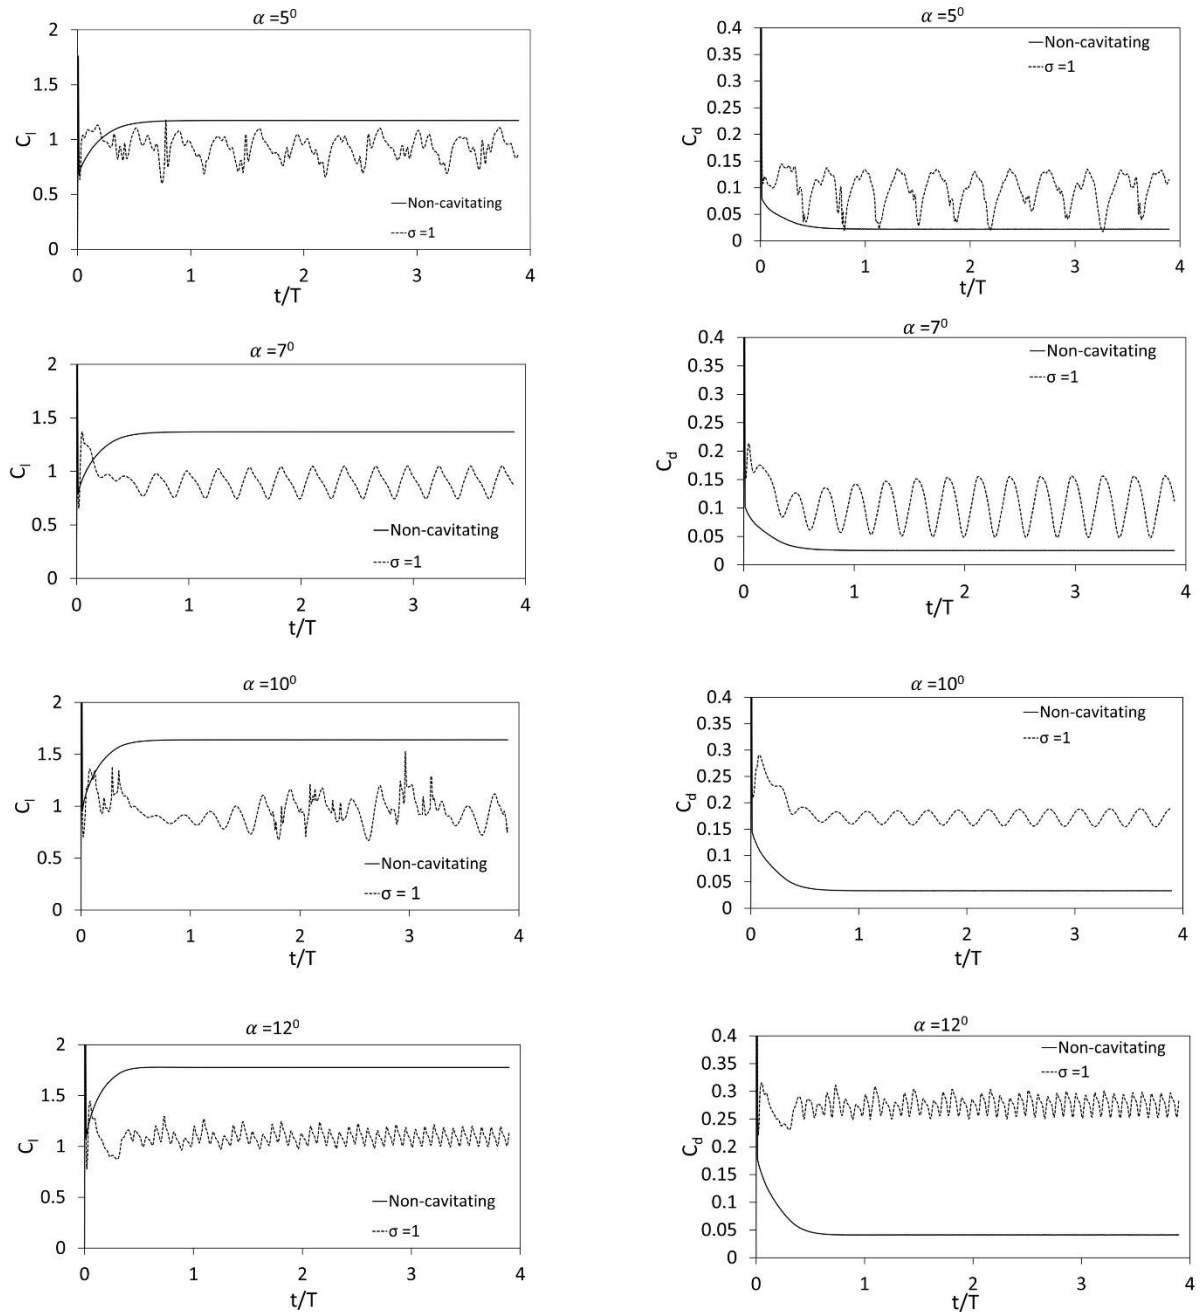 α =5⁰
2
1.5
C_l
1
0.5
0
Non-cavitating
σ =1
0 1 2 3 4
t/T
α =5⁰
0.4
0.35
0.3
0.25
C_d
0.2
0.15
0.1
0.05
0
Non-cavitating
σ =1
0 1 2 3 4
t/T
α =7⁰
2
1.5
C_l
1
0.5
0
Non-cavitating
σ =1
0 1 2 3 4
t/T
α =7⁰
0.4
0.35
0.3
0.25
C_d
0.2
0.15
0.1
0.05
0
Non-cavitating
σ =1
0 1 2 3 4
t/T
α =10⁰
2
1.5
C_l
1
0.5
0
Non-cavitating
σ = 1
0 1 2 3 4
t/T
α =10⁰
0.4
0.35
0.3
0.25
C_d
0.2
0.15
0.1
0.05
0
Non-cavitating
σ =1
0 1 2 3 4
t/T
α =12⁰
2
1.5
C_l
1
0.5
0
Non-cavitating
σ =1
0 1 2 3 4
t/T
α =12⁰
0.4
0.35
0.3
0.25
C_d
0.2
0.15
0.1
0.05
0
Non-cavitating
σ =1
0 1 2 3 4
t/T